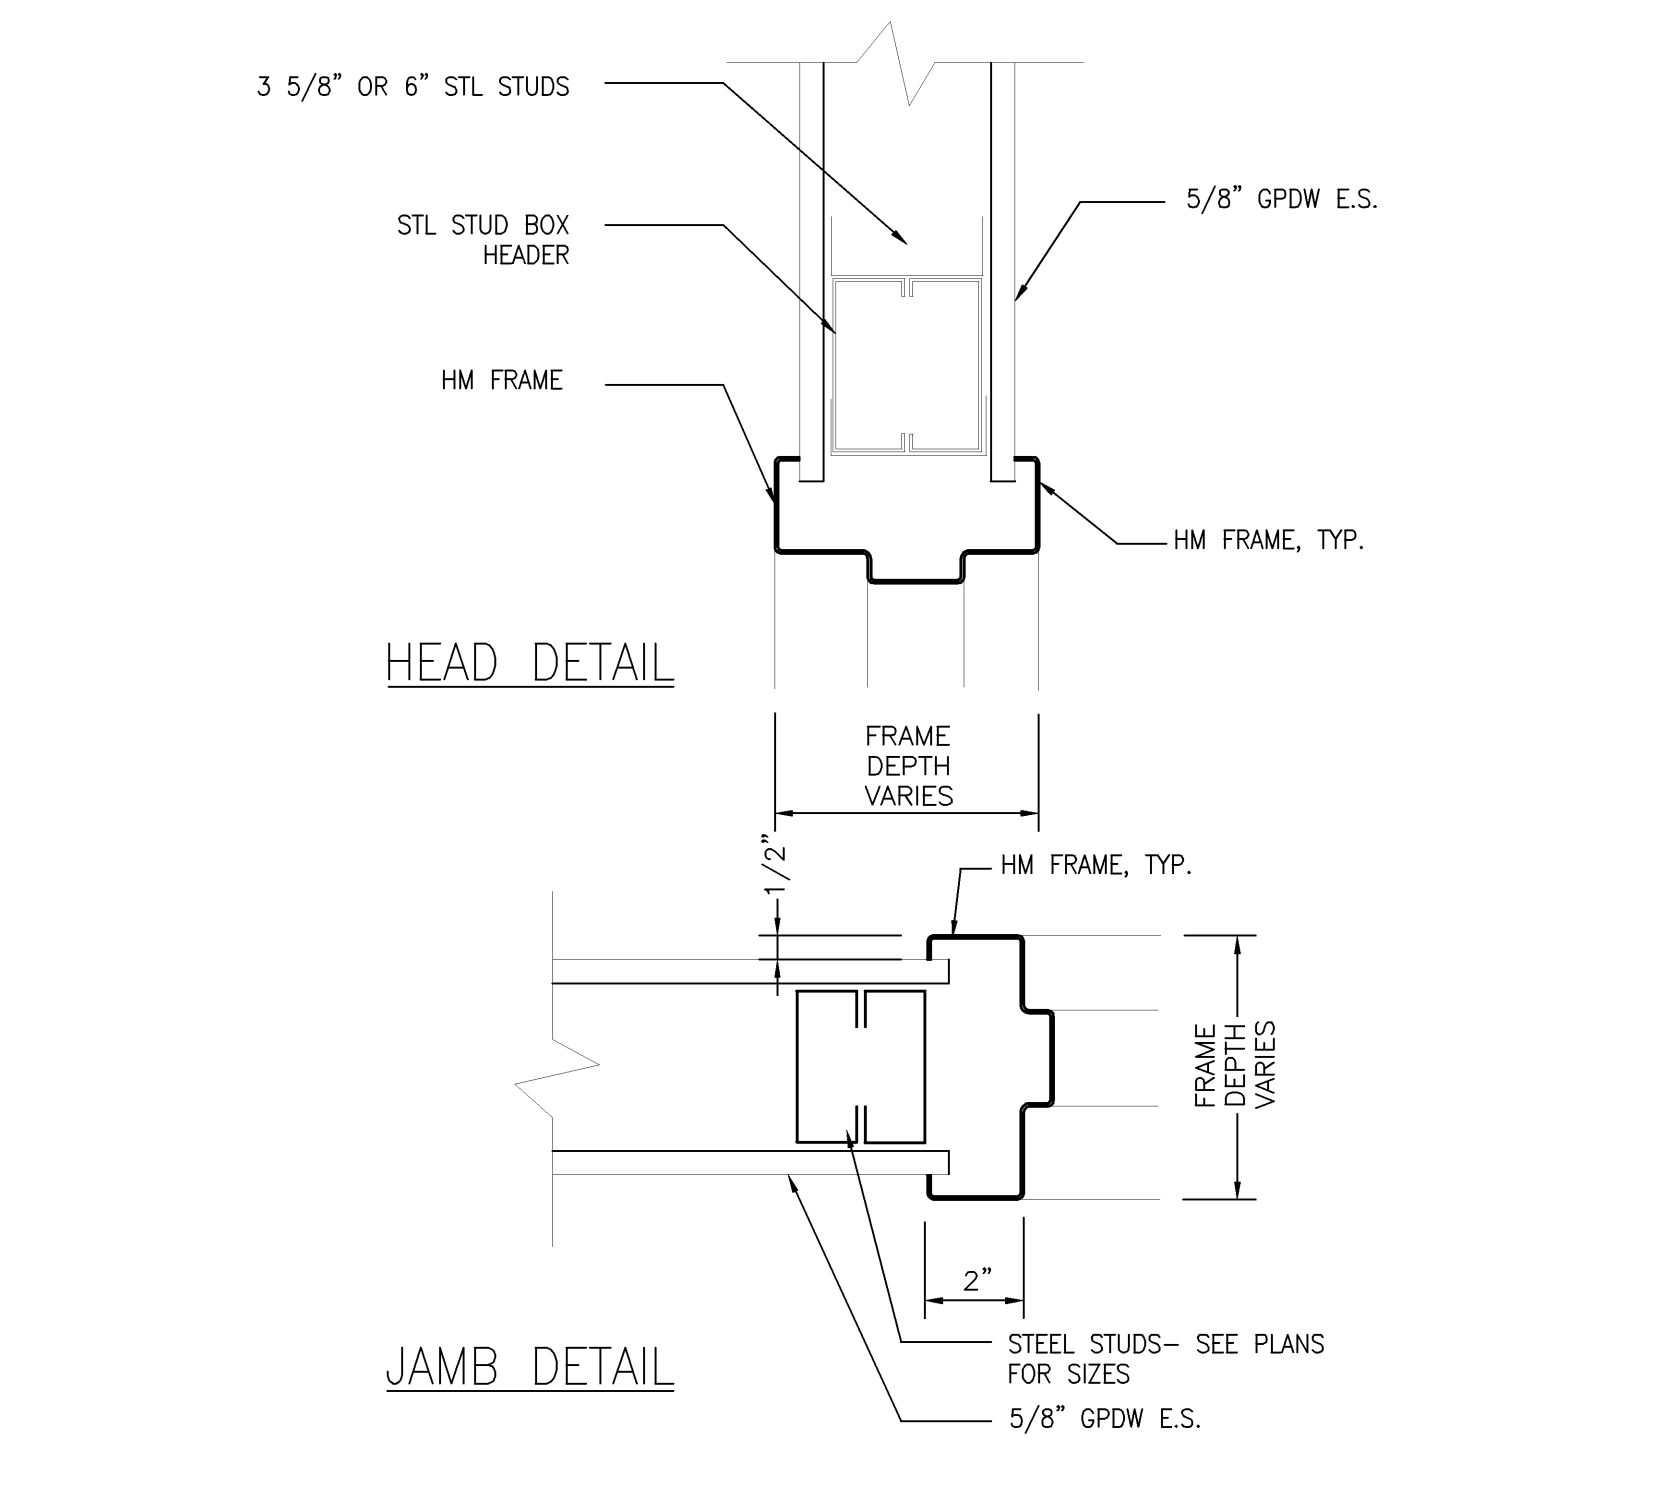 3 5/8” OR 6” STL STUDS
5/8” GPDW E.S.
STL STUD BOX
HEADER
HM FRAME
HM FRAME, TYP.
HEAD DETAIL
FRAME
DEPTH
VARIES
1/2”
HM FRAME, TYP.
FRAME
DEPTH
VARIES
2”
STEEL STUDS– SEE PLANS
FOR SIZES
JAMB DETAIL
5/8” GPDW E.S.